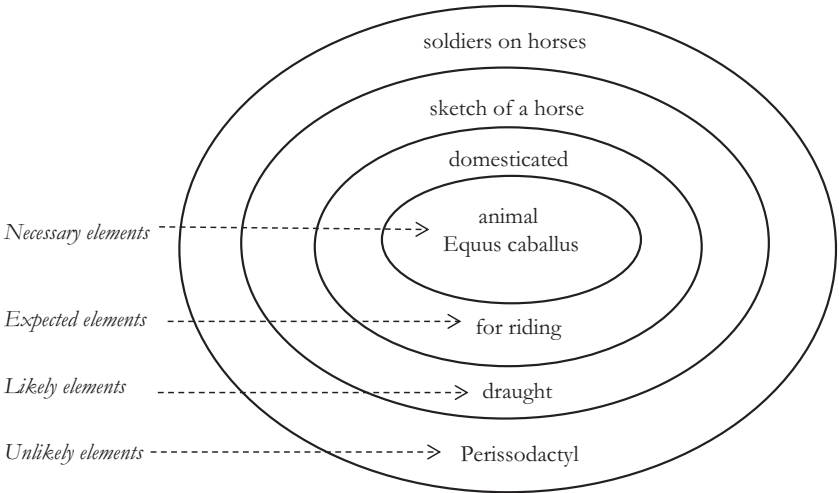 soldiers on horses
sketch of a horse
domesticated
animal
Necessary elements
Equus caballus
Expected elements
for riding
Likely elements
draught
Unlikely elements
Perissodactyl